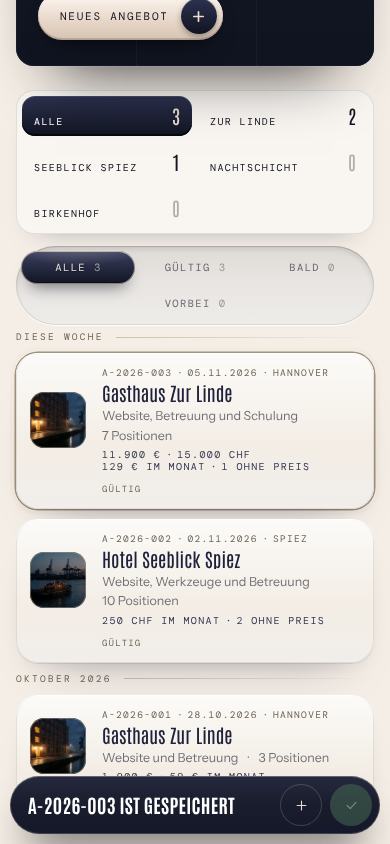 NEUES ANGEBOT +
ALLE 3
ZUR LINDE 2
SEEBLICK SPIEZ 1
NACHTSCHICHT 0
BIRKENHOF 0
ALLE 3
GÜLTIG 3
BALD 0
VORBEI 0
DIESE WOCHE
A-2026-003 · 05.11.2026 · HANNOVER
Gasthaus Zur Linde
Website, Betreuung und Schulung
7 Positionen
11.900 € · 15.000 CHF
129 € IM MONAT · 1 OHNE PREIS
GÜLTIG
A-2026-002 · 02.11.2026 · SPIEZ
Hotel Seeblick Spiez
Website, Werkzeuge und Betreuung
10 Positionen
250 CHF IM MONAT · 2 OHNE PREIS
GÜLTIG
OKTOBER 2026
A-2026-001 · 28.10.2026 · HANNOVER
Gasthaus Zur Linde
Website und Betreuung · 3 Positionen
A-2026-003 IST GESPEICHERT